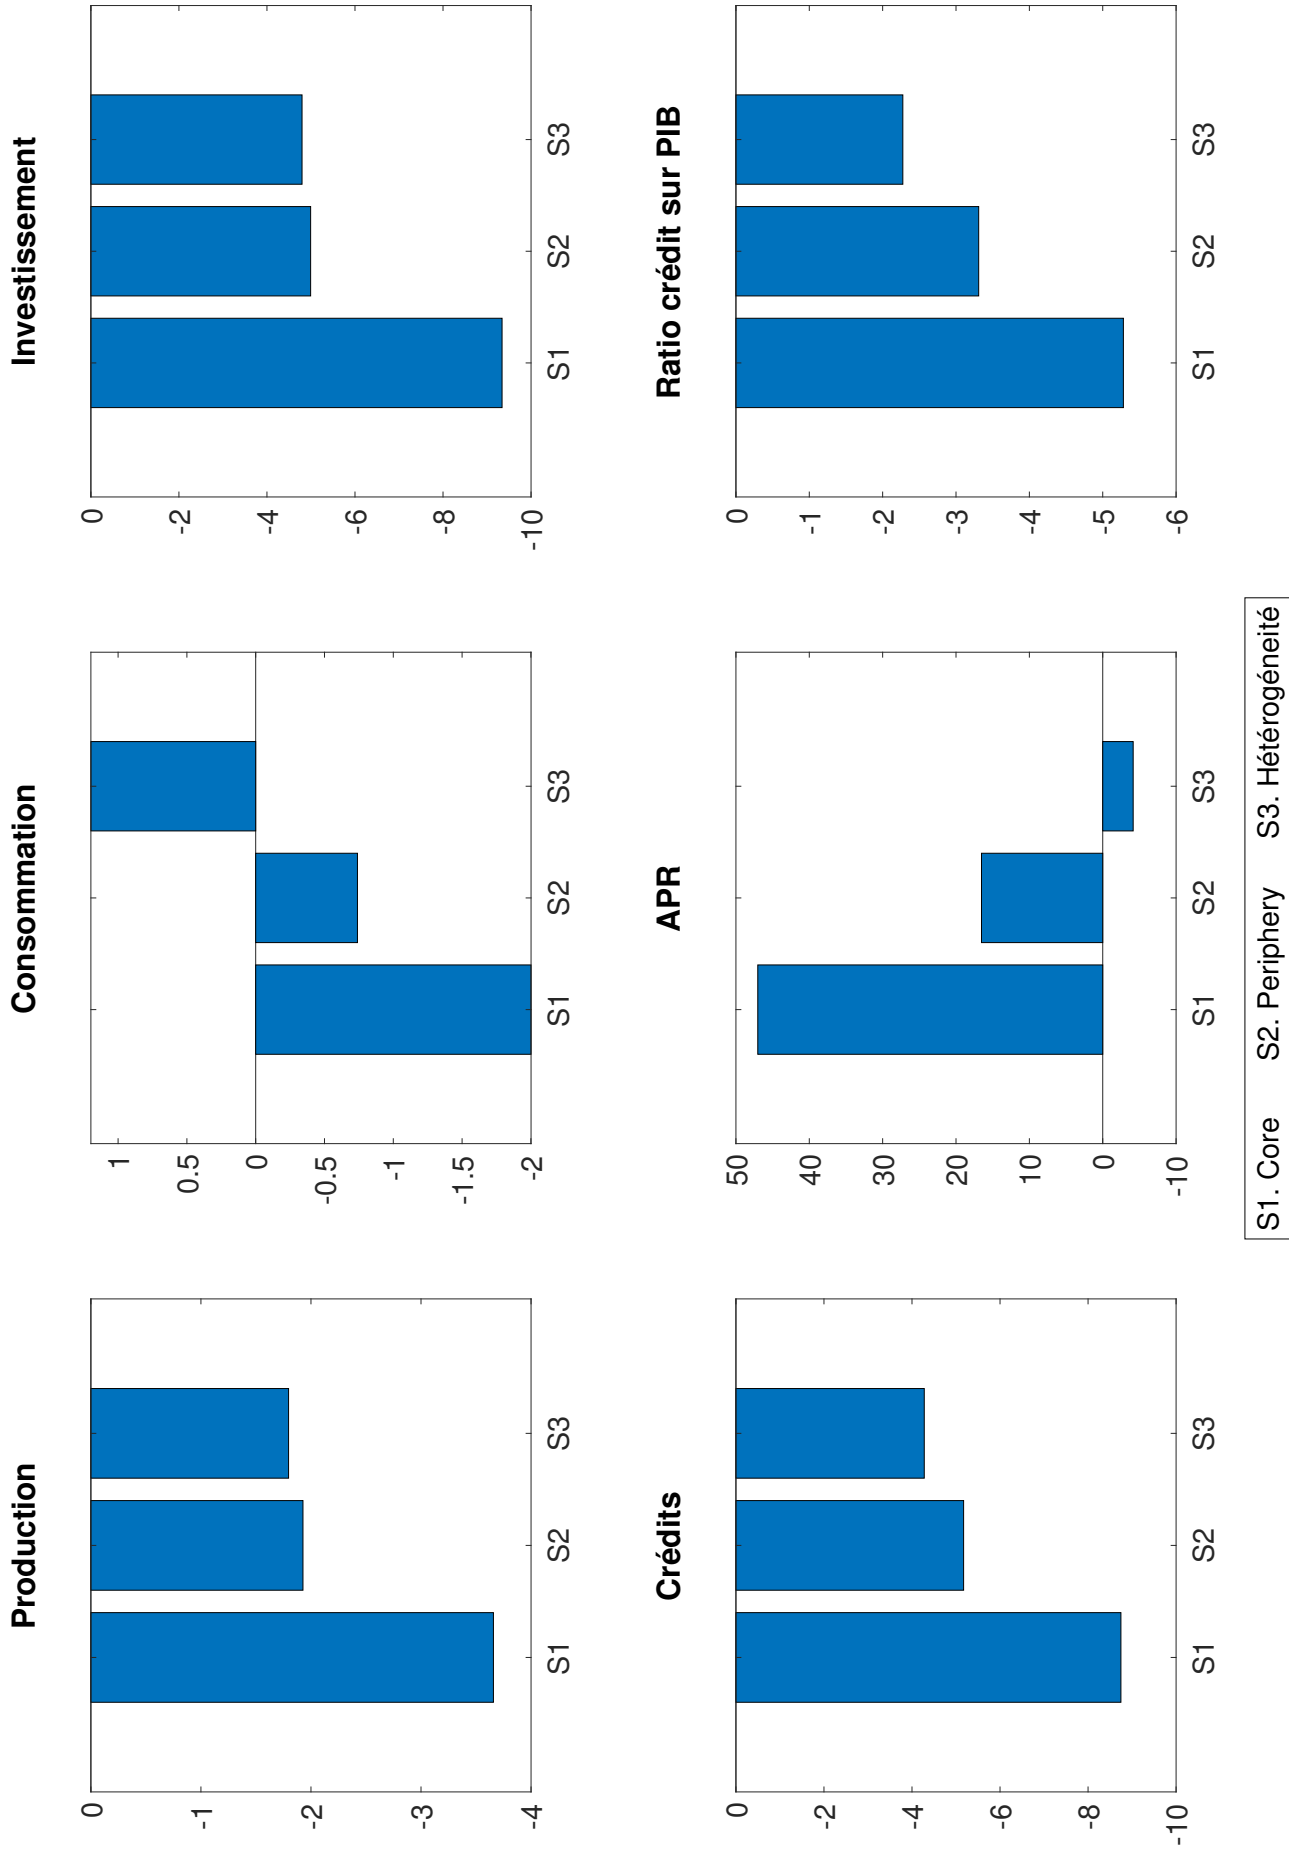 Production
0
-1
-2
-3
-4
S1 S2 S3
Consommation
1
0.5
0
-0.5
-1
-1.5
-2
S1 S2 S3
Investissement
0
-2
-4
-6
-8
-10
S1 S2 S3
Crédits
0
-2
-4
-6
-8
-10
S1 S2 S3
APR
50
40
30
20
10
0
-10
S1 S2 S3
Ratio crédit sur PIB
0
-1
-2
-3
-4
-5
-6
S1 S2 S3
S1. Core S2. Periphery S3. Hétérogéneité